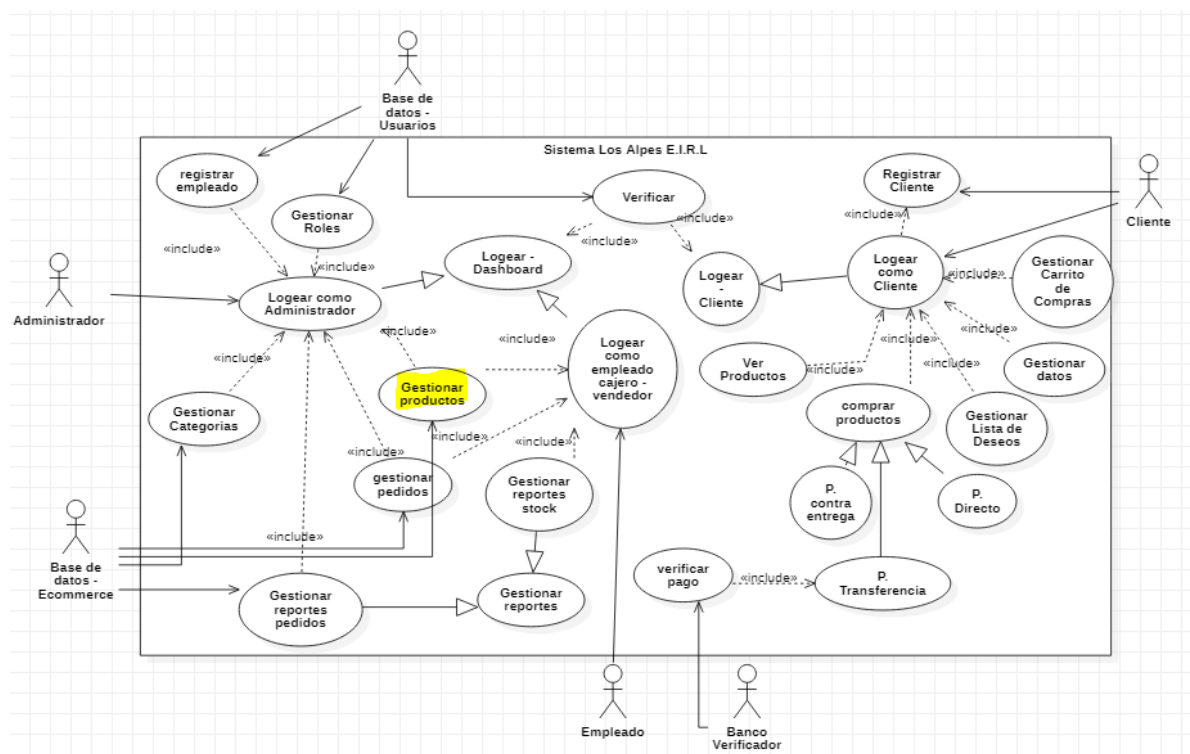 Base de
datos -
Usuarios
Sistema Los Alpes E.I.R.L
registrar
empleado
Gestionar
Roles
Verificar
Registrar
Cliente
Cliente
«include»
«include»
«include»
«include»
«include»
Logear -
Dashboard
Logear
-
Cliente
Logear
como
Cliente
«include»
Gestionar
Carrito
de
Compras
Administrador
Logear como
Administrador
«include»
«include»
«include»
Logear
como
empleado
cajero -
vendedor
«include»
«include»
«include»
«include»
Ver
Productos
Gestionar
datos
Gestionar
productos
Gestionar
Categorias
comprar
productos
Gestionar
Lista de
Deseos
«include»
«include»
gestionar
pedidos
Gestionar
reportes
stock
P.
contra
entrega
P.
Directo
Base de
datos -
Ecommerce
«include»
Gestionar
reportes
pedidos
Gestionar
reportes
verificar
pago
«include»
P.
Transferencia
Empleado
Banco
Verificador